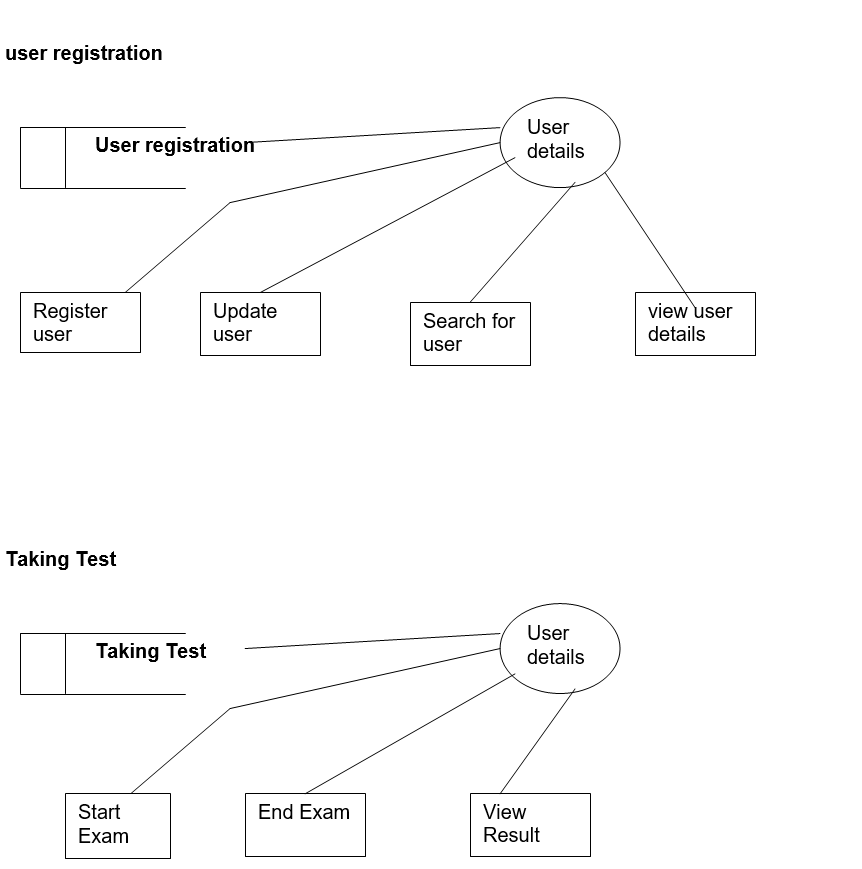 user registration
User registration
User
details
Register
user
Update
user
Search for
user
view user
details
Taking Test
Taking Test
User
details
Start
Exam
End Exam
View
Result